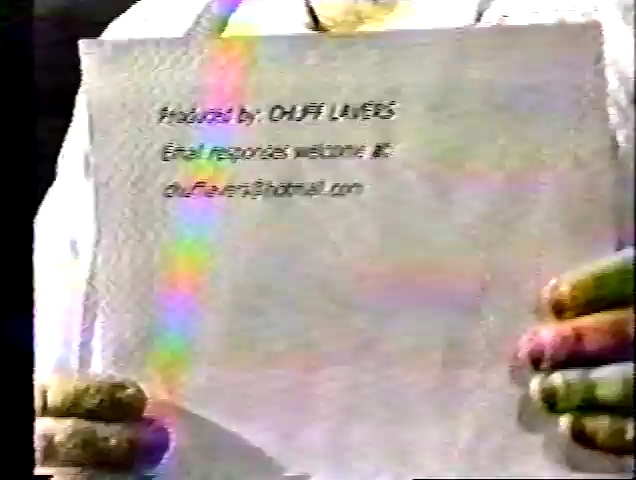 Produced by: CHUFF LAVERS
Email responses welcome at:
chufflavers@hotmail.com